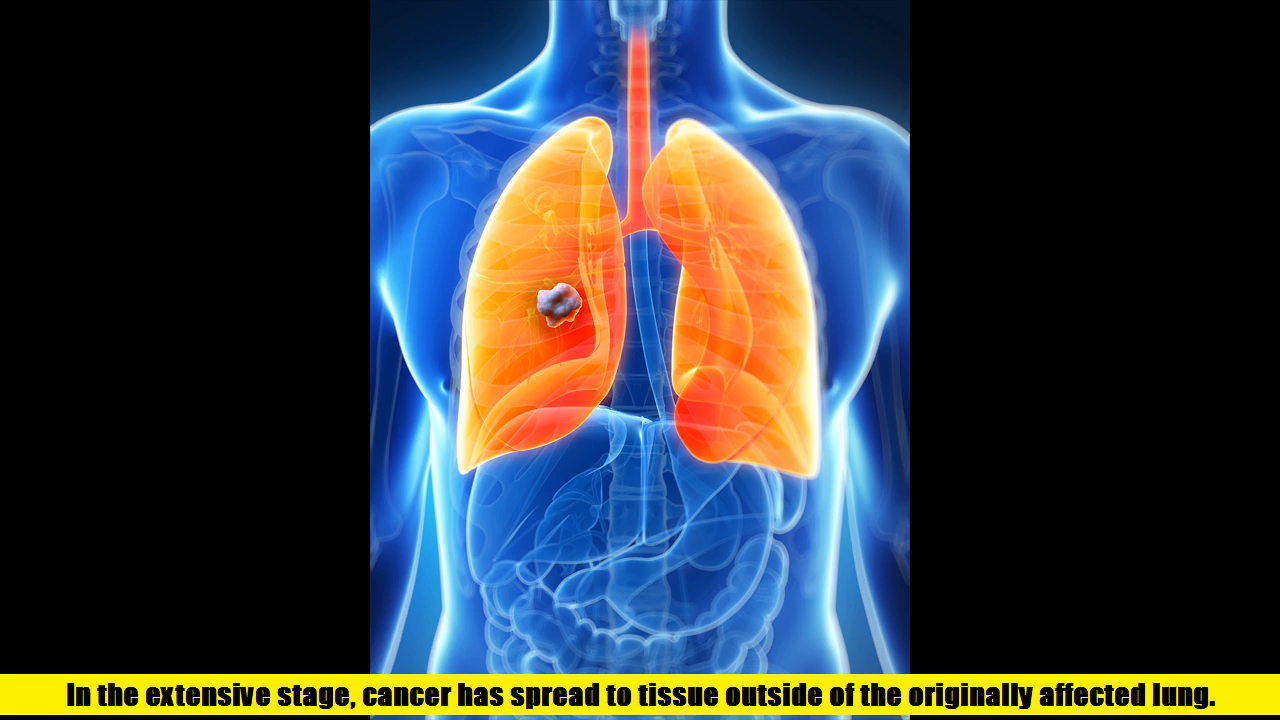 In the extensive stage, cancer has spread to tissue outside of the originally affected lung.